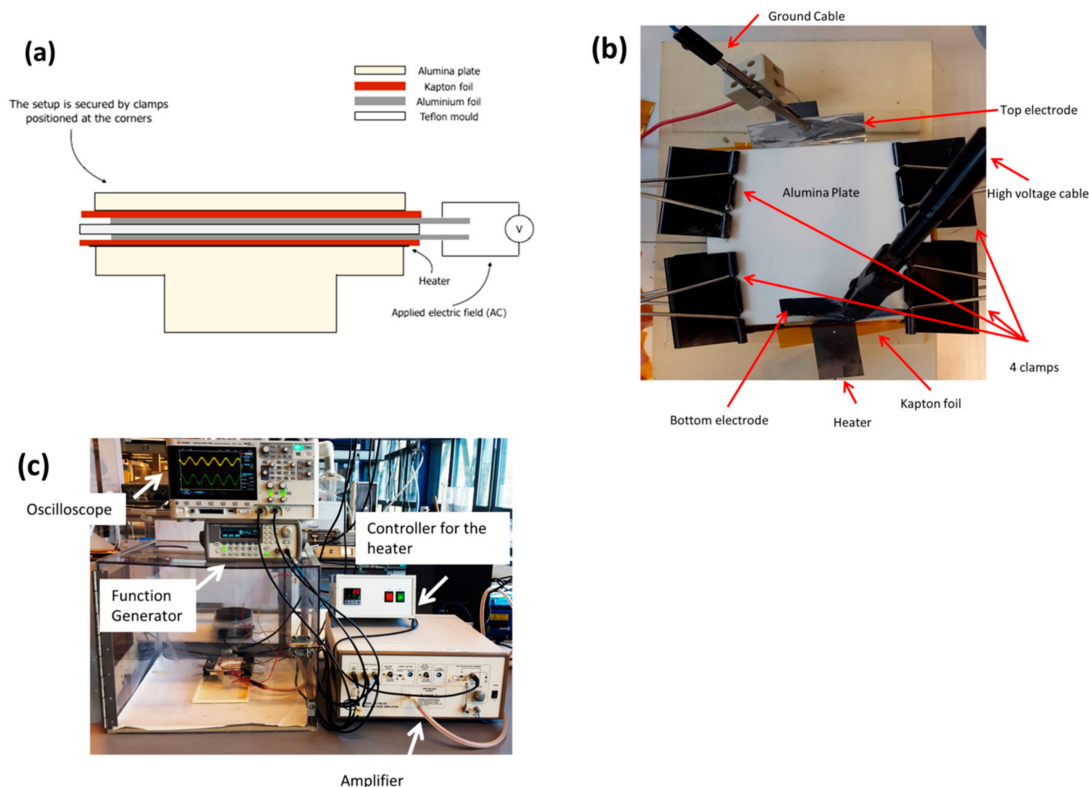 (a)
Alumina plate
Kapton foil
Aluminium foil
Teflon mould
The setup is secured by clamps
positioned at the corners
V
Heater
Applied electric field (AC)
(b)
Ground Cable
Top electrode
Alumina Plate
High voltage cable
4 clamps
Kapton foil
Bottom electrode
Heater
(c)
Oscilloscope
Controller for the
heater
Function
Generator
Amplifier